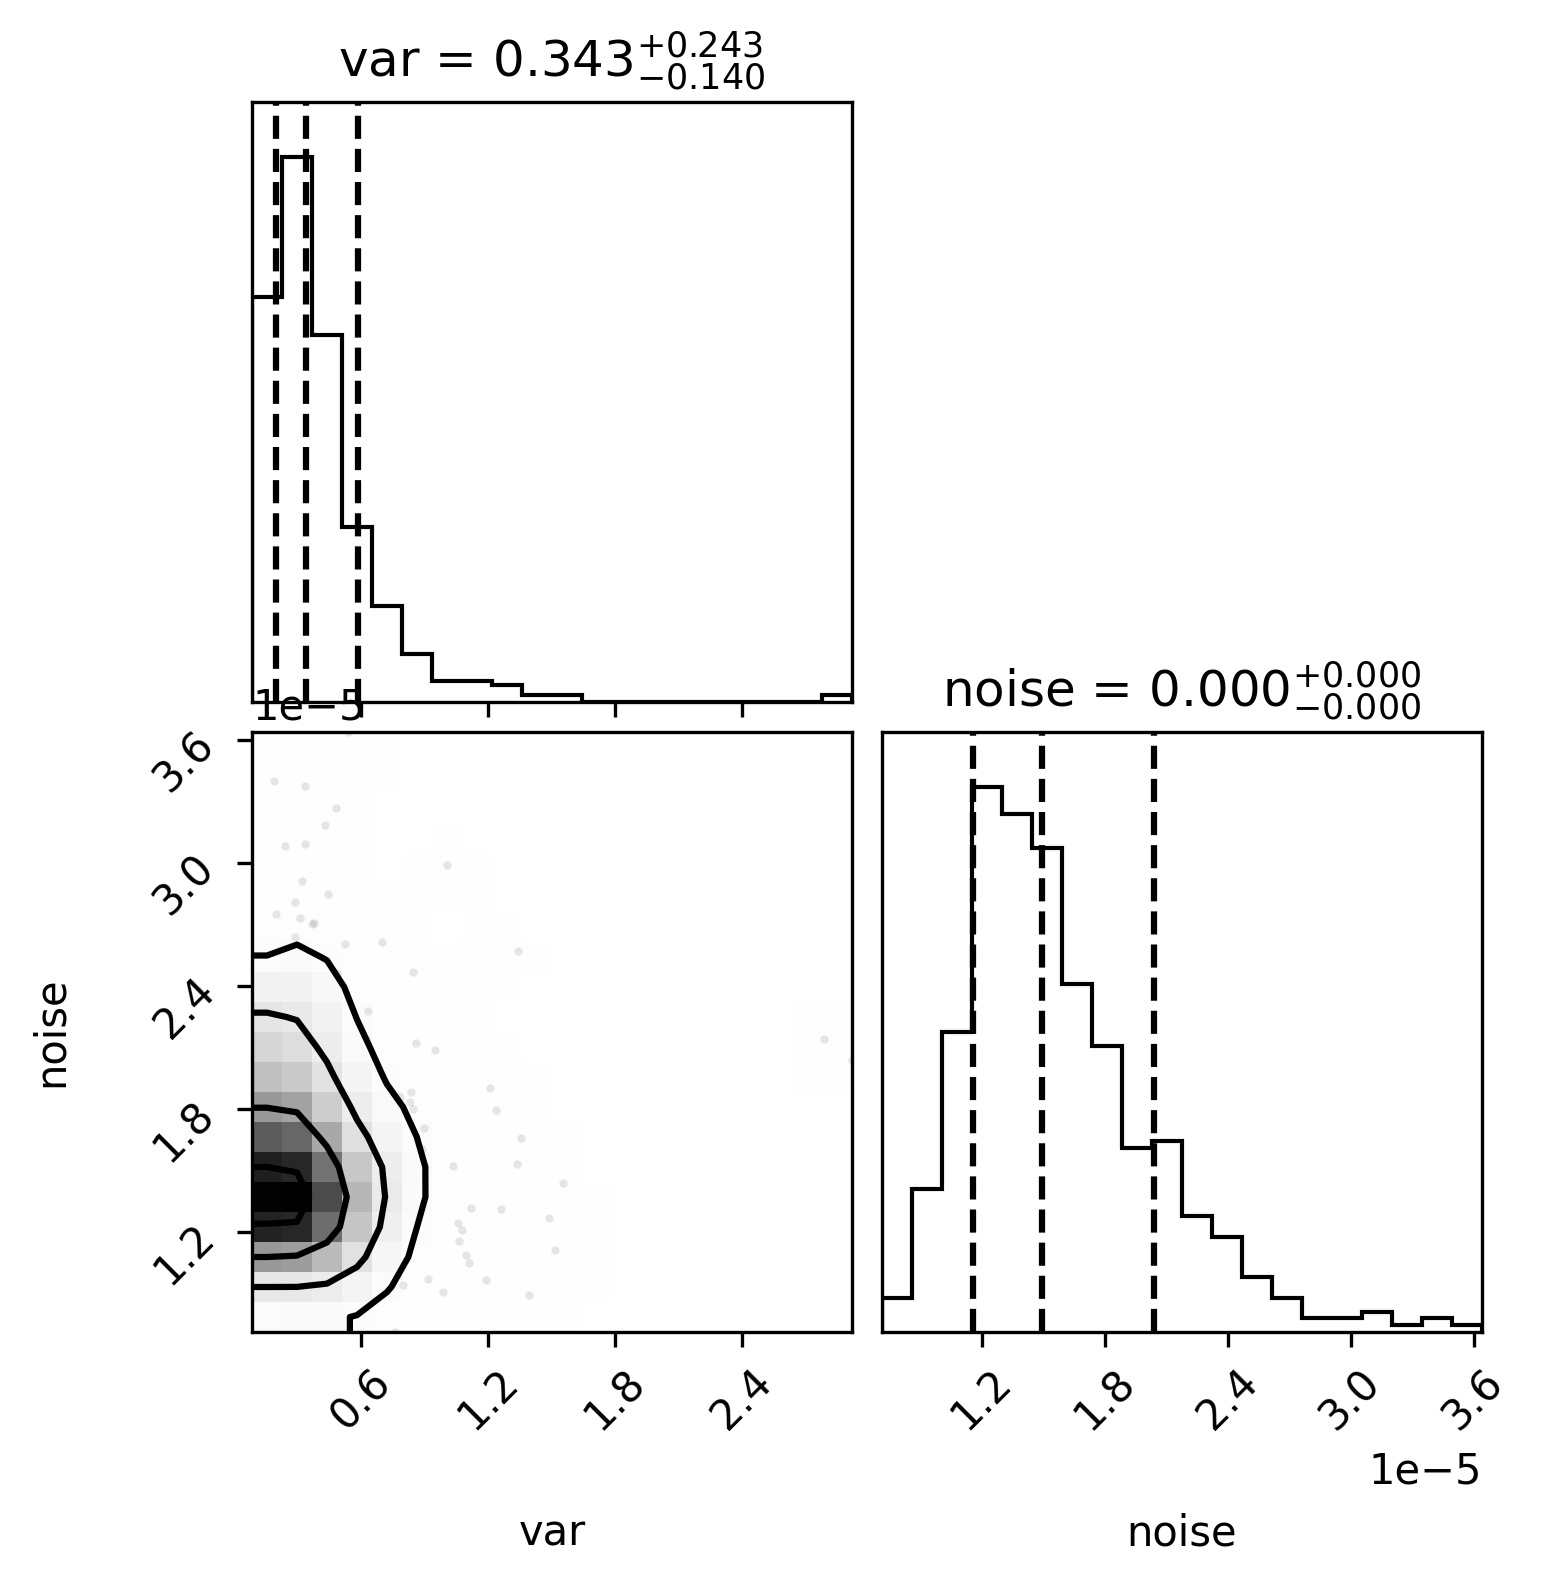 var = 0.343 +0.243 −0.140
1e−5
noise = 0.000 +0.000 −0.000
3.6
3.0
2.4
1.8
1.2
noise
0.6 1.2 1.8 2.4
1.2 1.8 2.4 3.0 3.6
1e−5
var
noise